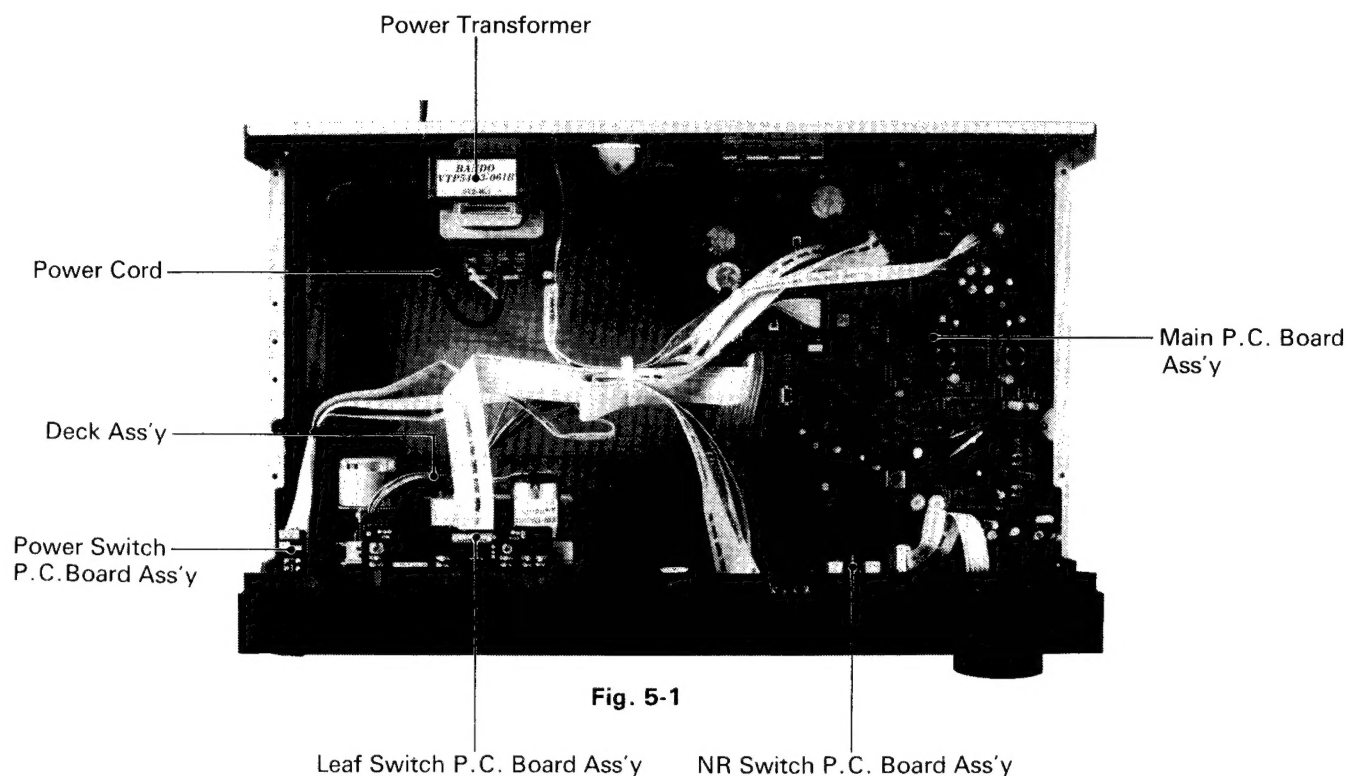 Power Transformer
BANDO
Power Cord
Main P.C. Board
Ass'y
Deck Ass'y
Power Switch
P.C.Board Ass'y
Fig. 5-1
Leaf Switch P.C. Board Ass'y
NR Switch P.C. Board Ass'y